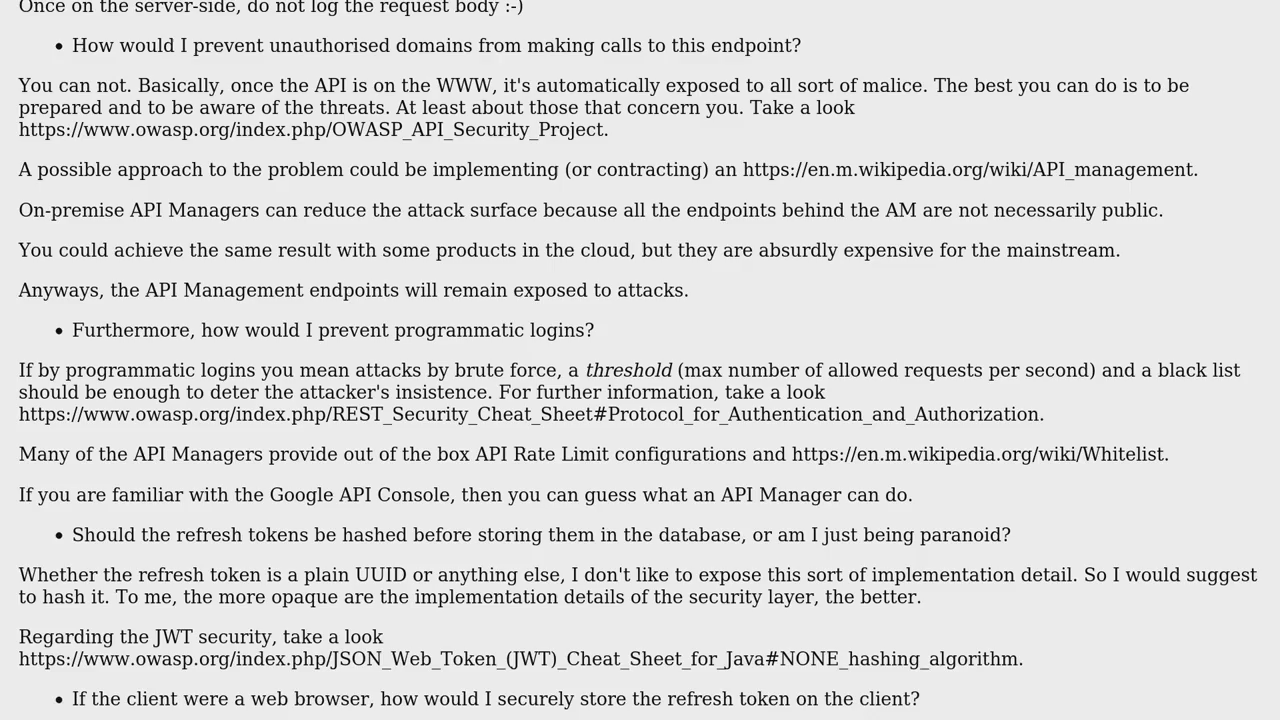 Once on the server-side, do not log the request body :-)
• How would I prevent unauthorised domains from making calls to this endpoint?
You can not. Basically, once the API is on the WWW, it's automatically exposed to all sort of malice. The best you can do is to be
prepared and to be aware of the threats. At least about those that concern you. Take a look
https://www.owasp.org/index.php/OWASP_API_Security_Project.
A possible approach to the problem could be implementing (or contracting) an https://en.m.wikipedia.org/wiki/API_management.
On-premise API Managers can reduce the attack surface because all the endpoints behind the AM are not necessarily public.
You could achieve the same result with some products in the cloud, but they are absurdly expensive for the mainstream.
Anyways, the API Management endpoints will remain exposed to attacks.
• Furthermore, how would I prevent programmatic logins?
If by programmatic logins you mean attacks by brute force, a threshold (max number of allowed requests per second) and a black list
should be enough to deter the attacker's insistence. For further information, take a look
https://www.owasp.org/index.php/REST_Security_Cheat_Sheet#Protocol_for_Authentication_and_Authorization.
Many of the API Managers provide out of the box API Rate Limit configurations and https://en.m.wikipedia.org/wiki/Whitelist.
If you are familiar with the Google API Console, then you can guess what an API Manager can do.
• Should the refresh tokens be hashed before storing them in the database, or am I just being paranoid?
Whether the refresh token is a plain UUID or anything else, I don't like to expose this sort of implementation detail. So I would suggest
to hash it. To me, the more opaque are the implementation details of the security layer, the better.
Regarding the JWT security, take a look
https://www.owasp.org/index.php/JSON_Web_Token_(JWT)_Cheat_Sheet_for_Java#NONE_hashing_algorithm.
• If the client were a web browser, how would I securely store the refresh token on the client?